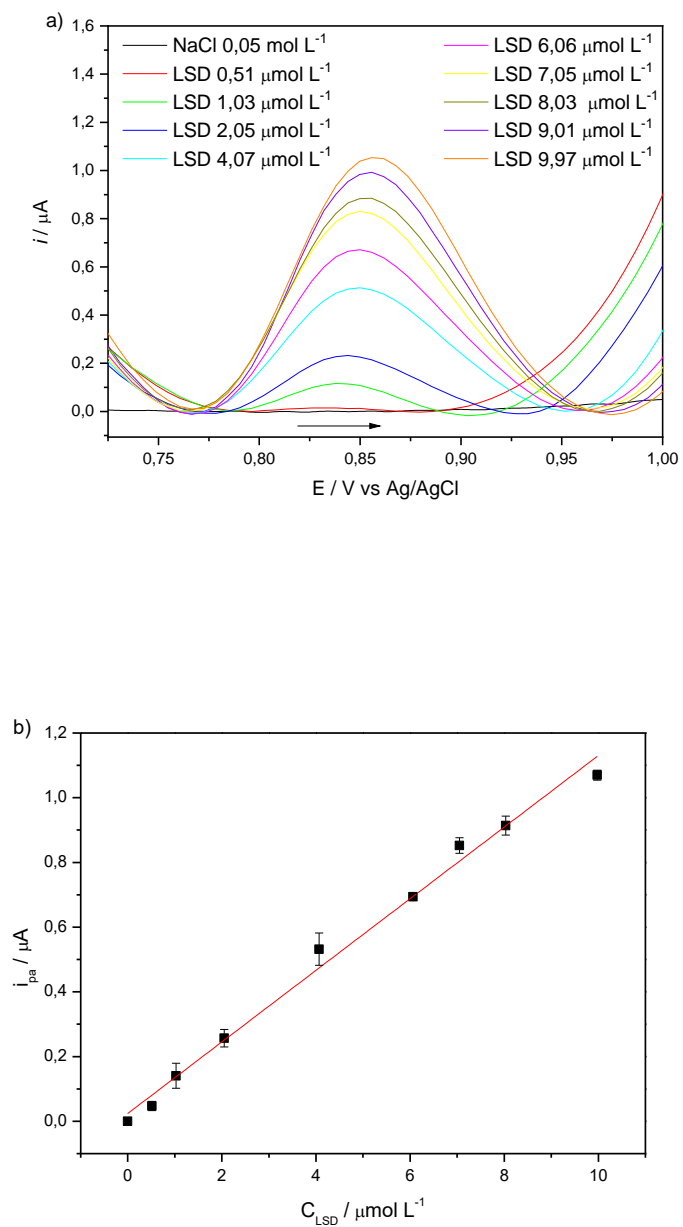 a)
1,6
1,4
1,2
1,0
0,8
0,6
0,4
0,2
0,0
i / μA
NaCl 0,05 mol L-1
LSD 0,51 μmol L-1
LSD 1,03 μmol L-1
LSD 2,05 μmol L-1
LSD 4,07 μmol L-1
LSD 6,06 μmol L-1
LSD 7,05 μmol L-1
LSD 8,03 μmol L-1
LSD 9,01 μmol L-1
LSD 9,97 μmol L-1
0,75 0,80 0,85 0,90 0,95 1,00
E / V vs Ag/AgCl
b)
1,2
1,0
0,8
0,6
0,4
0,2
0,0
ipa / μA
0 2 4 6 8 10
CLSD / μmol L-1